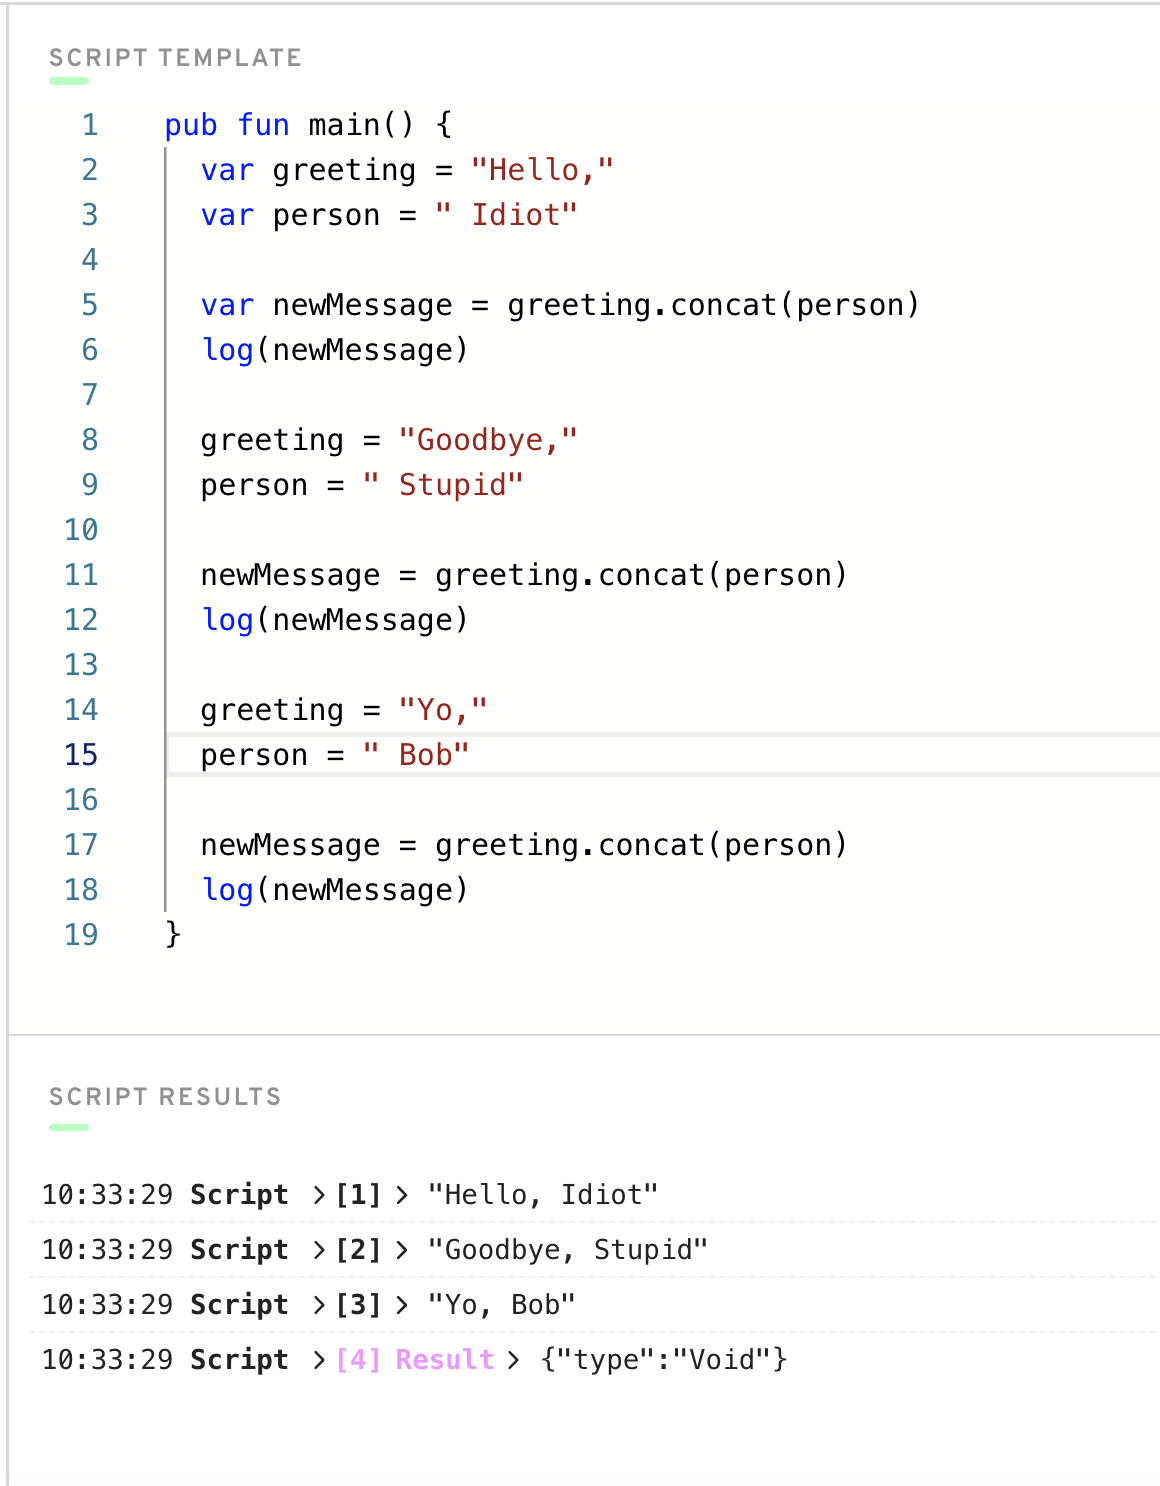 SCRIPT TEMPLATE
1 pub fun main() {
2 var greeting = "Hello,"
3 var person = " Idiot"
4
5 var newMessage = greeting.concat(person)
6 log(newMessage)
7
8 greeting = "Goodbye,"
9 person = " Stupid"
10
11 newMessage = greeting.concat(person)
12 log(newMessage)
13
14 greeting = "Yo,"
15 person = " Bob"
16
17 newMessage = greeting.concat(person)
18 log(newMessage)
19 }
SCRIPT RESULTS
10:33:29 Script >[1]> "Hello, Idiot"
10:33:29 Script >[2]> "Goodbye, Stupid"
10:33:29 Script >[3]> "Yo, Bob"
10:33:29 Script >[4] Result> {"type":"Void"}